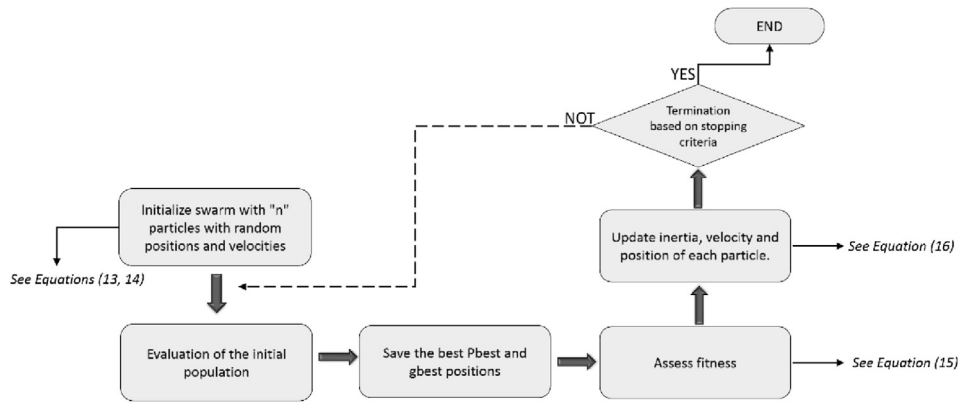 END
YES
NOT
Termination
based on stopping
criteria
Initialize swarm with "n"
particles with random
positions and velocities
Update inertia, velocity and
position of each particle.
See Equation (16)
See Equations (13, 14)
Evaluation of the initial
population
Save the best Pbest and
gbest positions
Assess fitness
See Equation (15)